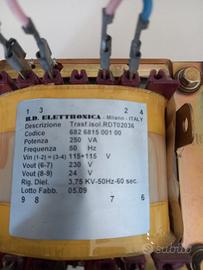 1 3 2 4
B.D. ELETTRONICA - Milano - ITALY
Descrizione Trasf.isol.RDT02036
Codice 682 6815 001 00
Potenza 250 VA
Frequenza 50 Hz
Vin (1-2) = (3-4) 115+115 V
Vout (6-7) 230 V
Vout (8-9) 24 V
Rig. Diel. 3,75 KV-50Hz-60 sec.
Lotto Fabb. 05.09
9 8 7 6
subito